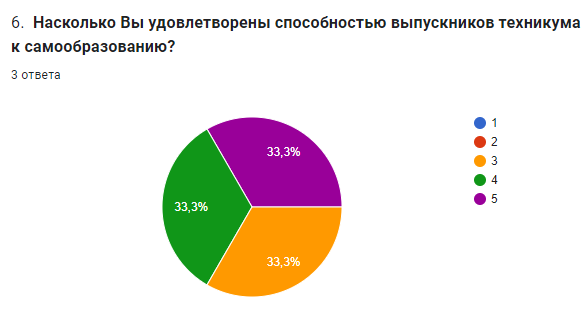 6. Насколько Вы удовлетворены способностью выпускников техникума
к самообразованию?
3 ответа
33,3%
33,3%
33,3%
1
2
3
4
5